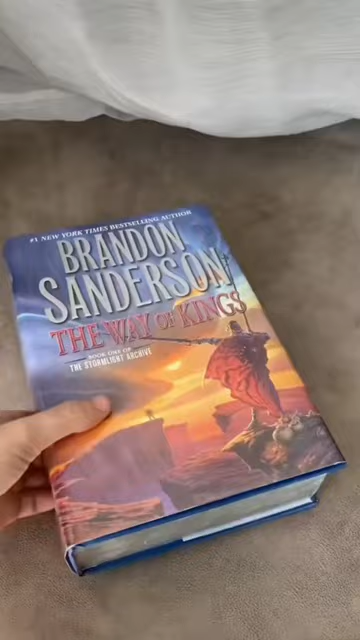 #1 NEW YORK TIMES BESTSELLING AUTHOR
BRANDON
SANDERSON
THE WAY OF KINGS
BOOK ONE OF
THE STORMLIGHT ARCHIVE